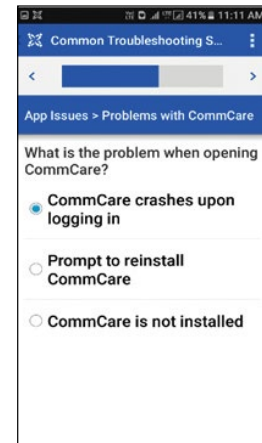 41% 11:11 AM
Common Troubleshooting S...
App Issues > Problems with CommCare
What is the problem when opening
CommCare?
CommCare crashes upon
logging in
Prompt to reinstall
CommCare
CommCare is not installed